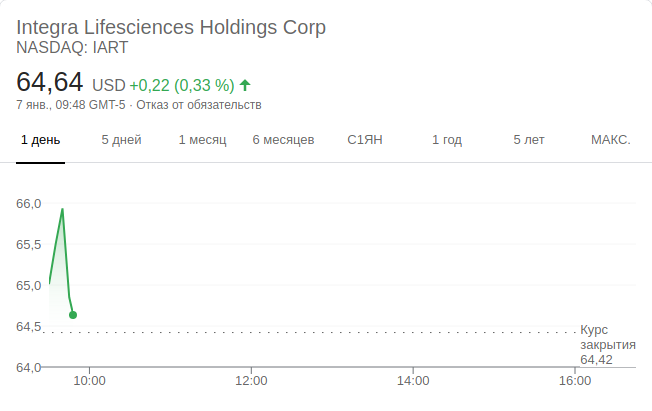 Integra Lifesciences Holdings Corp
NASDAQ: IART
64,64 USD +0,22 (0,33 %)
7 янв., 09:48 GMT-5 · Отказ от обязательств
1 день 5 дней 1 месяц 6 месяцев С1ЯН 1 год 5 лет МАКС.
66,0
65,5
65,0
64,5
64,0
Курс
закрытия
64,42
10:00 12:00 14:00 16:00